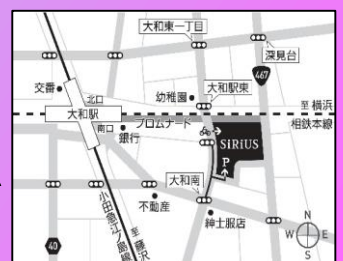 大和東一丁目
深見台
467
交番
北口
大和駅
南口
銀行
幼稚園
大和駅東
至 横浜
相鉄本線
プロムナード
SiRiUS
P
大和南
不動産
紳士服店
小田急江ノ島線
至 藤沢
40
N
W
E
S